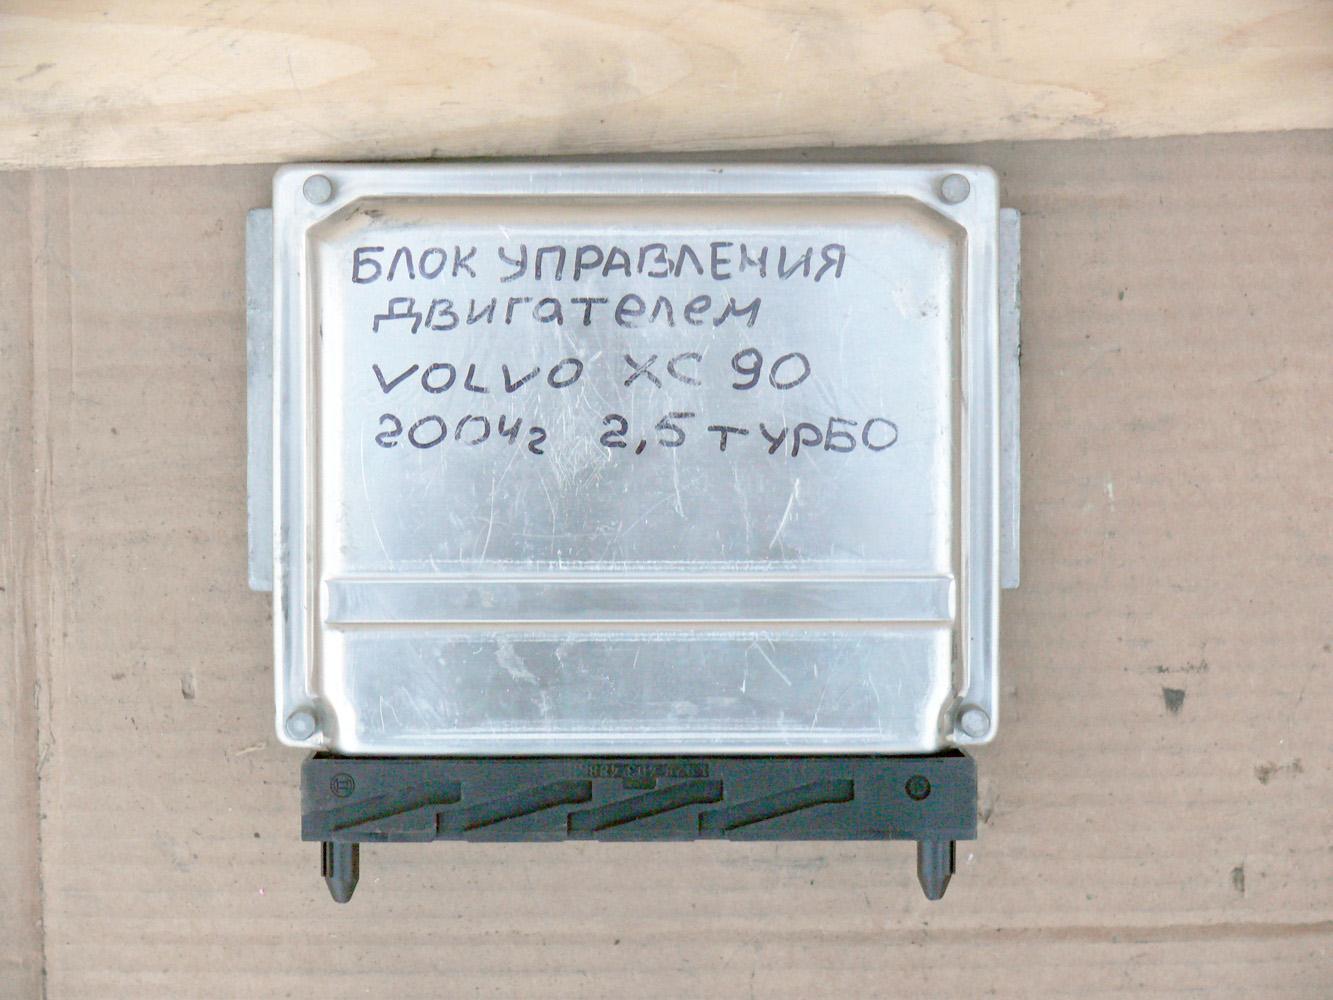 БЛОК УПРАВЛЕНИЯ
двигателем
VOLVO XC 90
2004г 2,5 ТУРБО